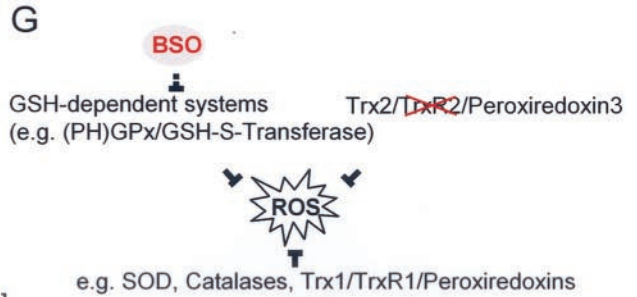 G
BSO
GSH-dependent systems Trx2/TrxR2/Peroxiredoxin3
(e.g. (PH)GPx/GSH-S-Transferase)
ROS
e.g. SOD, Catalases, Trx1/TrxR1/Peroxiredoxins